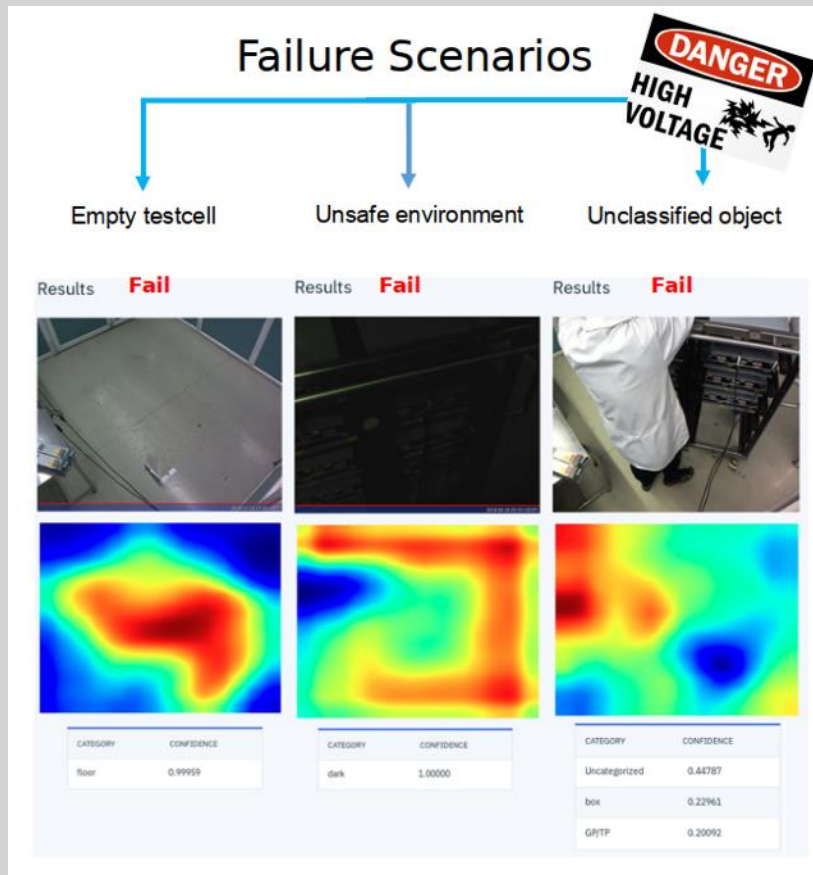 Failure Scenarios
DANGER
HIGH
VOLTAGE
Empty testcell
Unsafe environment
Unclassified object
Results Fail
Results Fail
Results Fail
CATEGORY CONFIDENCE
floor 0.99959
CATEGORY CONFIDENCE
dark 1.00000
CATEGORY CONFIDENCE
Uncategorized 0.44787
box 0.22961
GP/TP 0.20092